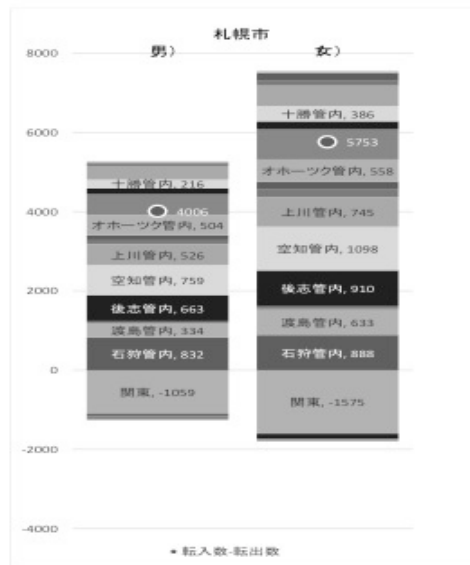 札幌市
男) 女)
8000
6000
4000
2000
0
-2000
-4000
十勝管内, 216
4006
オホーツク管内, 504
上川管内, 526
空知管内, 759
後志管内, 663
渡島管内, 334
石狩管内, 832
関東, -1059
十勝管内, 386
5753
オホーツク管内, 558
上川管内, 745
空知管内, 1098
後志管内, 910
渡島管内, 633
石狩管内, 888
関東, -1575
転入数-転出数